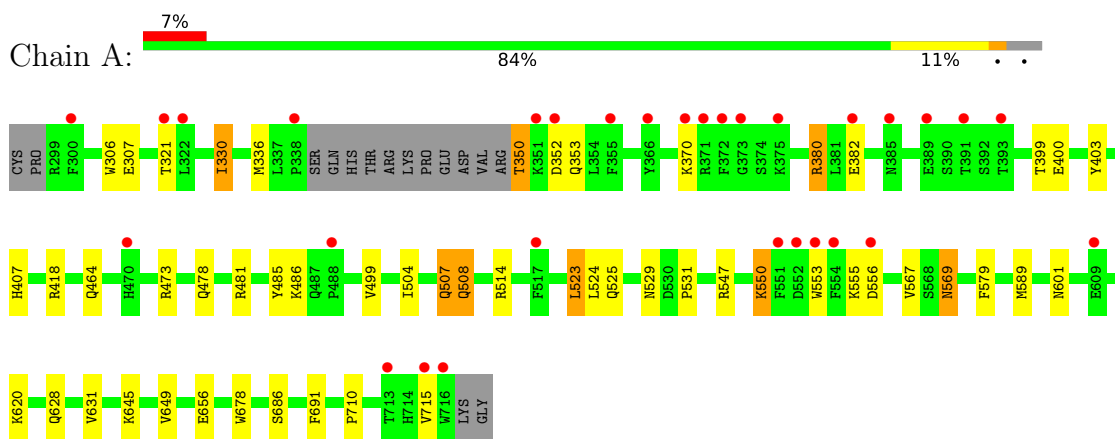 7%
Chain A:
84% 11% • •
CYS PRO R299 F300 W306 E307 T321 L322 I330 M336 L337 P338 SER GLN HIS THR ARG LYS PRO GLU ASP VAL ARG T350 K351 D352 Q353 L354 F355 Y366 K370 R371 F372 G373 S374 K375 R380 L381 E382 N385 E389 S390 T391 S392 T393 T399 E400 Y403
H407 R418 Q464 H470 R473 Q478 R481 Y485 K486 Q487 P488 V499 I504 Q507 Q508 R514 F517 L523 L524 Q525 N529 D530 P531 R547 K550 F551 D552 W553 F554 K555 D556 V567 S568 N569 F579 M589 N601 E609
K620 Q628 V631 K645 V649 E656 W678 S686 F691 P710 T713 H714 V715 W716 LYS GLY